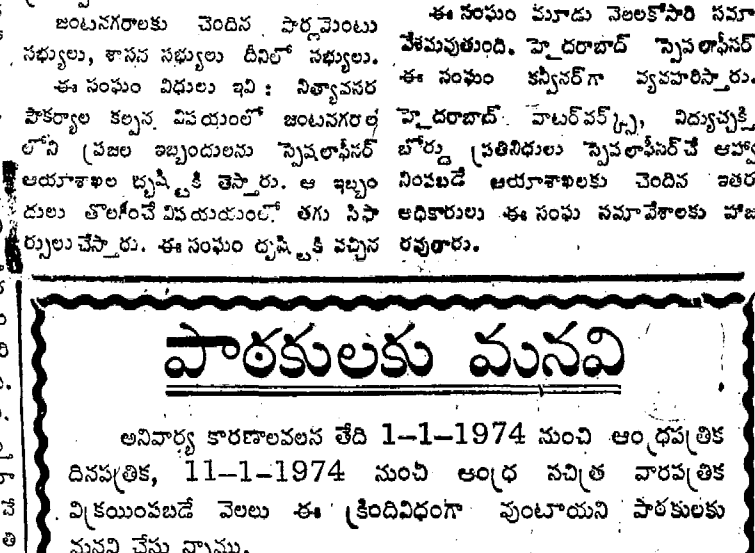 జంటనగరాలకు చెందిన పార్లమెంటు
సభ్యులు, శాసన సభ్యులు దీనిలో సభ్యులు.
ఈ సంఘం విధులు ఇవి : నిత్యావసర
సౌకర్యాల కల్పన విషయంలో జంటనగరాల
లోని ప్రజల ఇబ్బందులను స్పెషలాఫీసర్
ఆయాశాఖల దృష్టికి తెస్తారు. ఆ ఇబ్బం
దులు తొలగించే విషయయంలో తగు సిఫా
ర్సులు చేస్తారు. ఈ సంఘం దృష్టికి వచ్చిన
ఈ సంఘం మూడు నెలలకోసారి సమా
వేశమవుతుంది. హైదరాబాద్ స్పెషలాఫీసర్
ఈ సంఘం కన్వీనర్‌గా వ్యవహరిస్తారు.
హైదరాబాద్ వాటర్‌వర్క్స్, విద్యుచ్ఛక్తి
బోర్డు ప్రతినిధులు స్పెషలాఫీసర్‌చే ఆహ్వా
నింపబడే ఆయాశాఖలకు చెందిన ఇతర
అధికారులు ఈ సంఘ సమావేశాలకు హాజ
రవుతారు.
పాఠకులకు మనవి
అనివార్య కారణాలవలన తేది 1-1-1974 నుంచి ఆంధ్రపత్రిక
దినపత్రిక, 11-1-1974 నుంచి ఆంధ్ర సచిత్ర వారపత్రిక
విక్రయింపబడే వెలలు ఈ క్రిందివిధంగా వుంటాయని పాఠకులకు
మనవి చేస్తున్నాము.